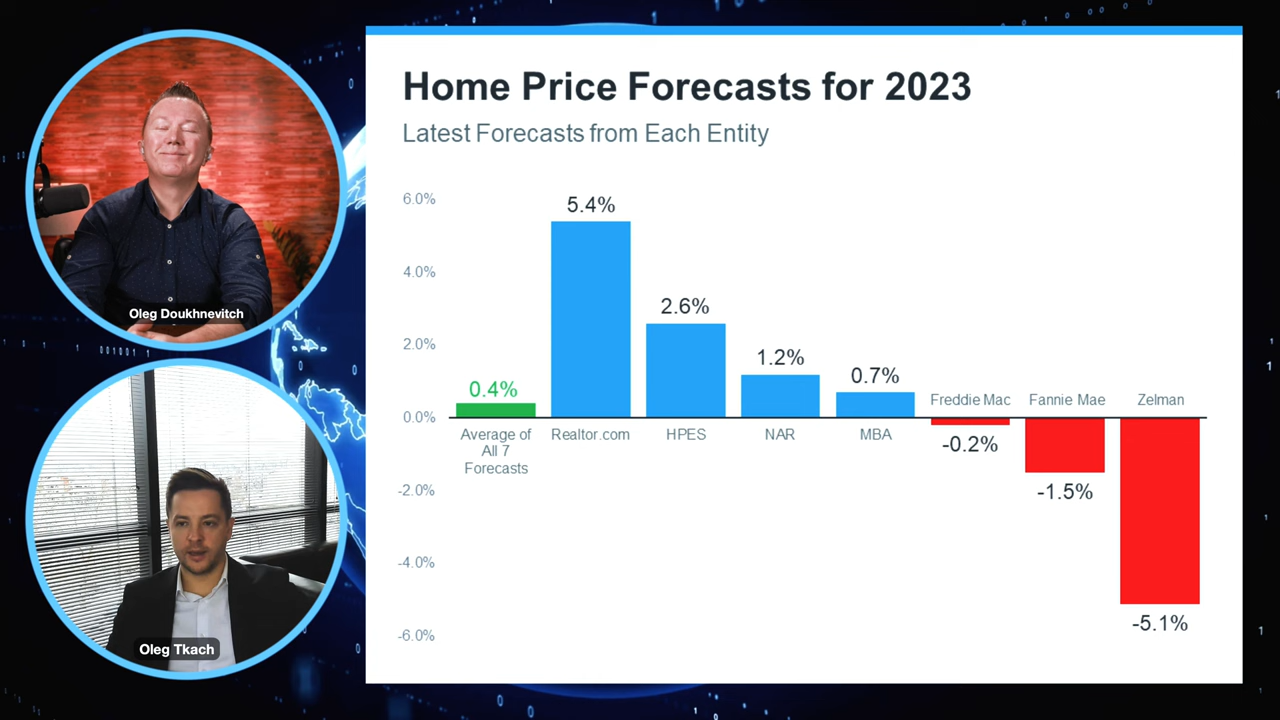 Home Price Forecasts for 2023
Latest Forecasts from Each Entity
6.0%
4.0%
2.0%
0.0%
-2.0%
-4.0%
-6.0%
0.4%
5.4%
2.6%
1.2%
0.7%
-0.2%
-1.5%
-5.1%
Average of
All 7
Forecasts
Realtor.com
HPES
NAR
MBA
Freddie Mac
Fannie Mae
Zelman
Oleg Doukhnevitch
Oleg Tkach
001001 1